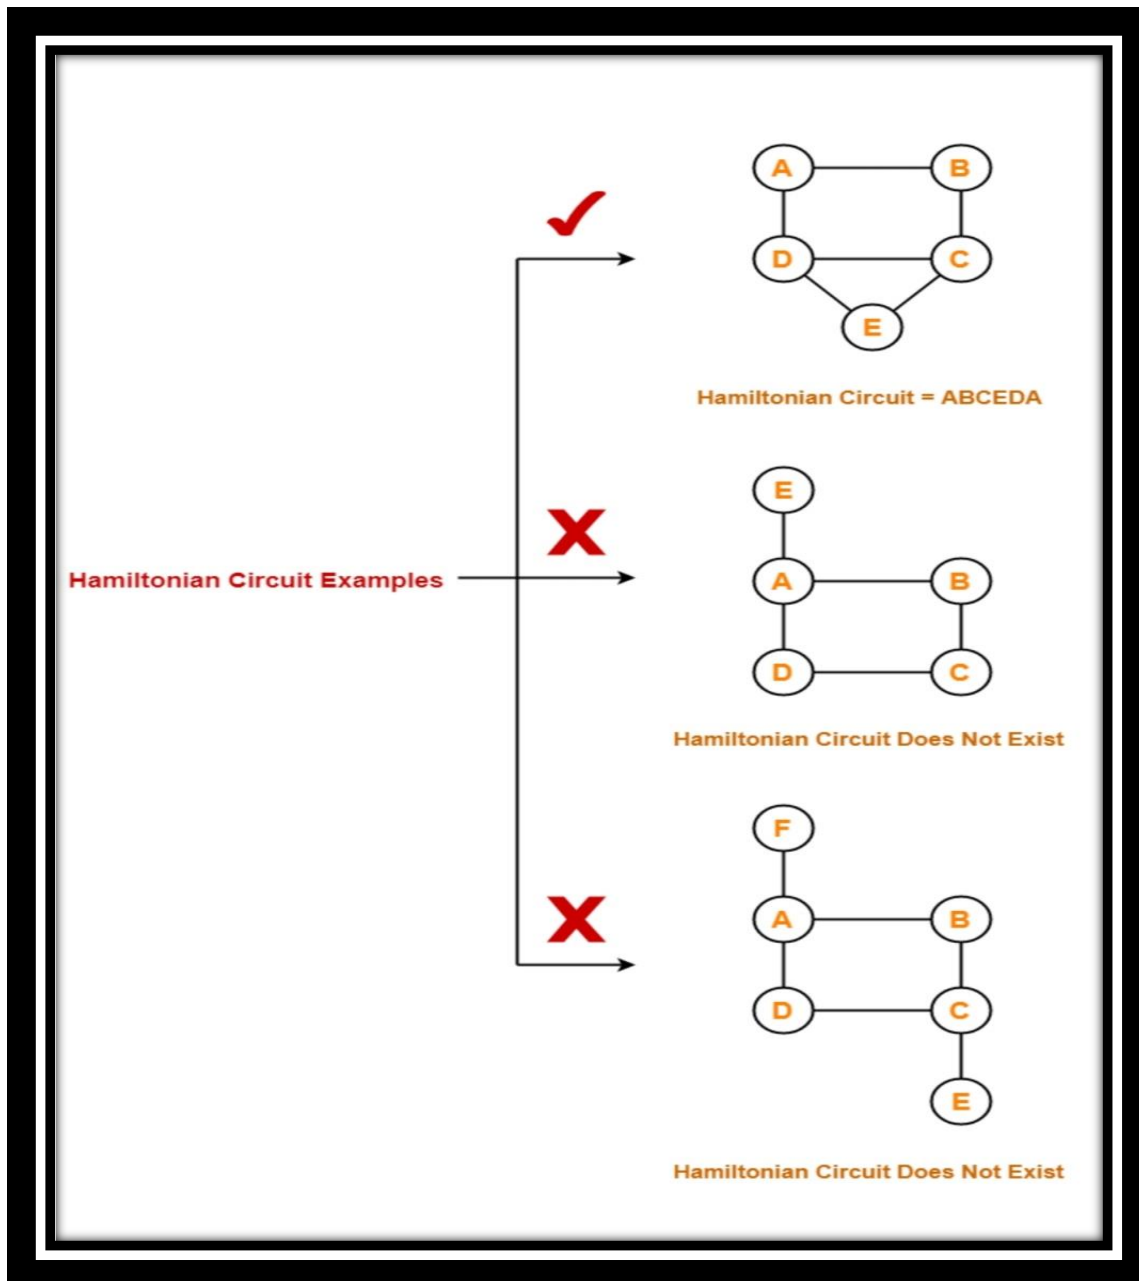 A B
D C
E
Hamiltonian Circuit = ABCEDA
E
Hamiltonian Circuit Examples
A B
D C
Hamiltonian Circuit Does Not Exist
F
A B
D C
E
Hamiltonian Circuit Does Not Exist